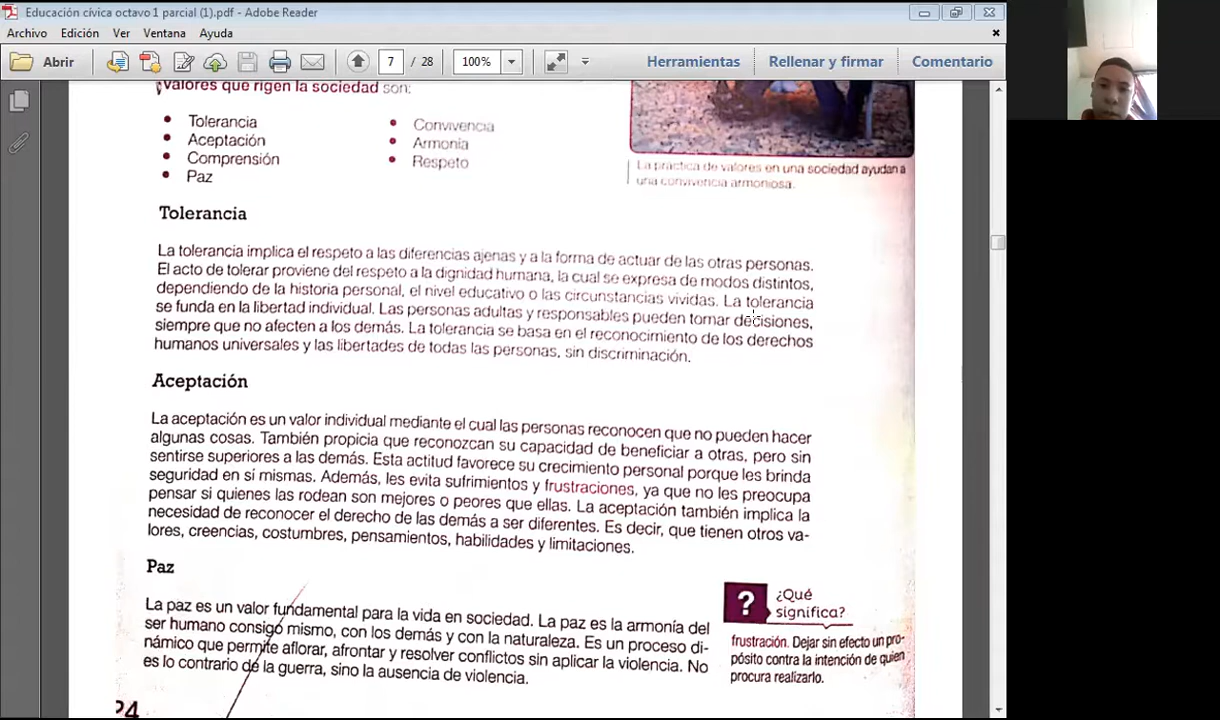 Educación cívica octavo 1 parcial (1).pdf - Adobe Reader
Archivo Edición Ver Ventana Ayuda
Abrir 7 / 28 100% Herramientas Rellenar y firmar Comentario
Valores que rigen la sociedad son:
• Tolerancia
• Aceptación
• Comprensión
• Paz
• Convivencia
• Armonía
• Respeto
La práctica de valores en una sociedad ayudan a
una convivencia armoniosa.
Tolerancia
La tolerancia implica el respeto a las diferencias ajenas y a la forma de actuar de las otras personas.
El acto de tolerar proviene del respeto a la dignidad humana, la cual se expresa de modos distintos,
dependiendo de la historia personal, el nivel educativo o las circunstancias vividas. La tolerancia
se funda en la libertad individual. Las personas adultas y responsables pueden tomar decisiones,
siempre que no afecten a los demás. La tolerancia se basa en el reconocimiento de los derechos
humanos universales y las libertades de todas las personas, sin discriminación.
Aceptación
La aceptación es un valor individual mediante el cual las personas reconocen que no pueden hacer
algunas cosas. También propicia que reconozcan su capacidad de beneficiar a otras, pero sin
sentirse superiores a las demás. Esta actitud favorece su crecimiento personal porque les brinda
seguridad en sí mismas. Además, les evita sufrimientos y frustraciones, ya que no les preocupa
pensar si quienes las rodean son mejores o peores que ellas. La aceptación también implica la
necesidad de reconocer el derecho de las demás a ser diferentes. Es decir, que tienen otros va-
lores, creencias, costumbres, pensamientos, habilidades y limitaciones.
Paz
La paz es un valor fundamental para la vida en sociedad. La paz es la armonía del
ser humano consigo mismo, con los demás y con la naturaleza. Es un proceso di-
námico que permite aflorar, afrontar y resolver conflictos sin aplicar la violencia. No
es lo contrario de la guerra, sino la ausencia de violencia.
? ¿Qué
significa?
frustración. Dejar sin efecto un pro-
pósito contra la intención de quien
procura realizarlo.
24